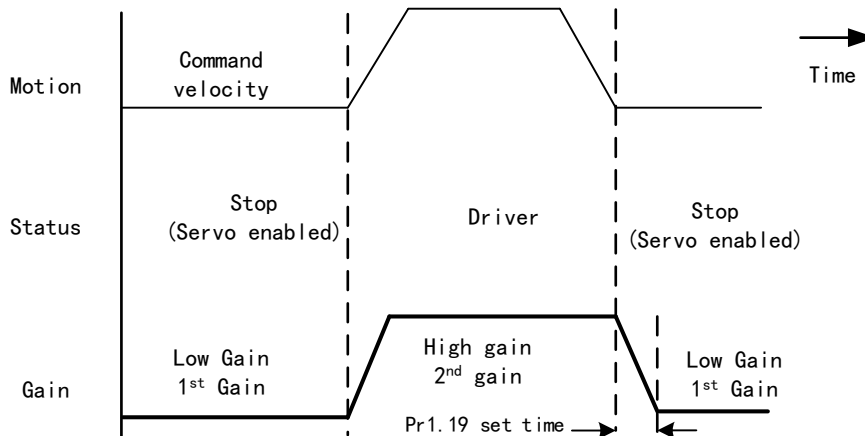 Command
velocity
Motion
Time
Status
Stop
(Servo enabled)
Driver
Stop
(Servo enabled)
Gain
Low Gain
1st Gain
High gain
2nd gain
Low Gain
1st Gain
Pr1.19 set time